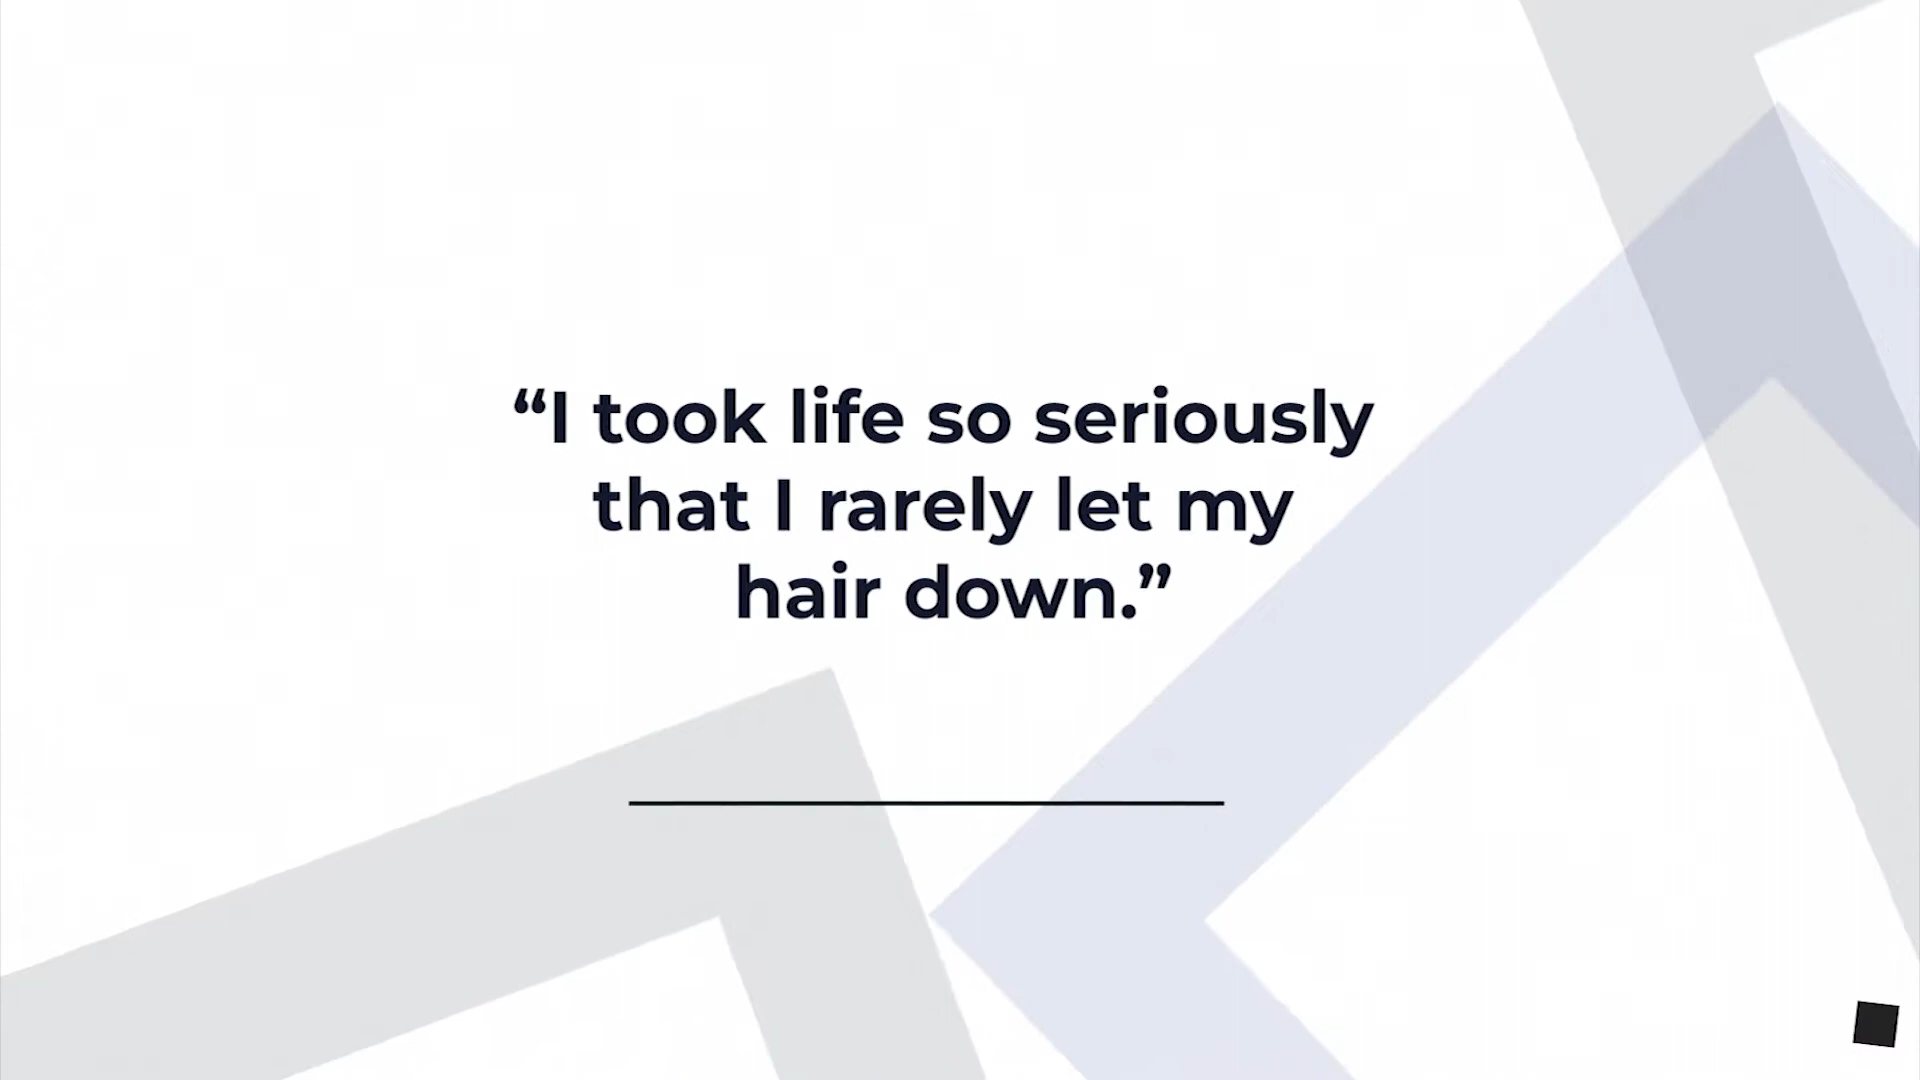 “I took life so seriously
that I rarely let my
hair down.”